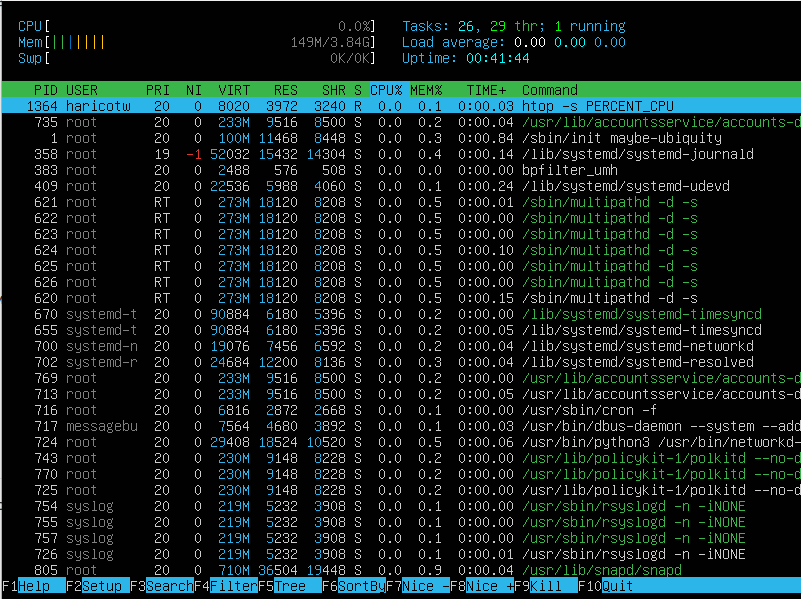 CPU[ 0.0%] Tasks: 26, 29 thr; 1 running
Mem[|||||||| 149M/3.84G] Load average: 0.00 0.00 0.00
Swp[ 0K/0K] Uptime: 00:41:44
PID USER PRI NI VIRT RES SHR S CPU% MEM% TIME+ Command
1364 haricotw 20 0 8020 3972 3240 R 0.0 0.1 0:00.03 htop -s PERCENT_CPU
735 root 20 0 233M 9516 8500 S 0.0 0.2 0:00.04 /usr/lib/accountsservice/accounts-d
1 root 20 0 100M 11468 8448 S 0.0 0.3 0:00.84 /sbin/init maybe-ubiquity
358 root 19 -1 52032 15432 14304 S 0.0 0.4 0:00.14 /lib/systemd/systemd-journald
383 root 20 0 2488 576 508 S 0.0 0.0 0:00.00 bpfilter_umh
409 root 20 0 22536 5988 4060 S 0.0 0.1 0:00.24 /lib/systemd/systemd-udevd
621 root RT 0 273M 18120 8208 S 0.0 0.5 0:00.01 /sbin/multipathd -d -s
622 root RT 0 273M 18120 8208 S 0.0 0.5 0:00.00 /sbin/multipathd -d -s
623 root RT 0 273M 18120 8208 S 0.0 0.5 0:00.00 /sbin/multipathd -d -s
624 root RT 0 273M 18120 8208 S 0.0 0.5 0:00.10 /sbin/multipathd -d -s
625 root RT 0 273M 18120 8208 S 0.0 0.5 0:00.00 /sbin/multipathd -d -s
626 root RT 0 273M 18120 8208 S 0.0 0.5 0:00.00 /sbin/multipathd -d -s
620 root RT 0 273M 18120 8208 S 0.0 0.5 0:00.15 /sbin/multipathd -d -s
670 systemd-t 20 0 90884 6180 5396 S 0.0 0.2 0:00.00 /lib/systemd/systemd-timesyncd
655 systemd-t 20 0 90884 6180 5396 S 0.0 0.2 0:00.05 /lib/systemd/systemd-timesyncd
700 systemd-n 20 0 19076 7456 6592 S 0.0 0.2 0:00.04 /lib/systemd/systemd-networkd
702 systemd-r 20 0 24684 12200 8136 S 0.0 0.3 0:00.04 /lib/systemd/systemd-resolved
769 root 20 0 233M 9516 8500 S 0.0 0.2 0:00.00 /usr/lib/accountsservice/accounts-d
713 root 20 0 233M 9516 8500 S 0.0 0.2 0:00.05 /usr/lib/accountsservice/accounts-d
716 root 20 0 6816 2872 2668 S 0.0 0.1 0:00.00 /usr/sbin/cron -f
717 messagebu 20 0 7564 4680 3892 S 0.0 0.1 0:00.03 /usr/bin/dbus-daemon --system --add
724 root 20 0 29408 18524 10520 S 0.0 0.5 0:00.06 /usr/bin/python3 /usr/bin/networkd-
743 root 20 0 230M 9148 8228 S 0.0 0.2 0:00.00 /usr/lib/policykit-1/polkitd --no-d
770 root 20 0 230M 9148 8228 S 0.0 0.2 0:00.00 /usr/lib/policykit-1/polkitd --no-d
725 root 20 0 230M 9148 8228 S 0.0 0.2 0:00.00 /usr/lib/policykit-1/polkitd --no-d
754 syslog 20 0 219M 5232 3908 S 0.0 0.1 0:00.00 /usr/sbin/rsyslogd -n -iNONE
755 syslog 20 0 219M 5232 3908 S 0.0 0.1 0:00.00 /usr/sbin/rsyslogd -n -iNONE
757 syslog 20 0 219M 5232 3908 S 0.0 0.1 0:00.00 /usr/sbin/rsyslogd -n -iNONE
726 syslog 20 0 219M 5232 3908 S 0.0 0.1 0:00.01 /usr/sbin/rsyslogd -n -iNONE
805 root 20 0 710M 36504 19448 S 0.0 0.9 0:00.04 /usr/lib/snapd/snapd
F1Help F2Setup F3SearchF4FilterF5Tree F6SortByF7Nice -F8Nice +F9Kill F10Quit